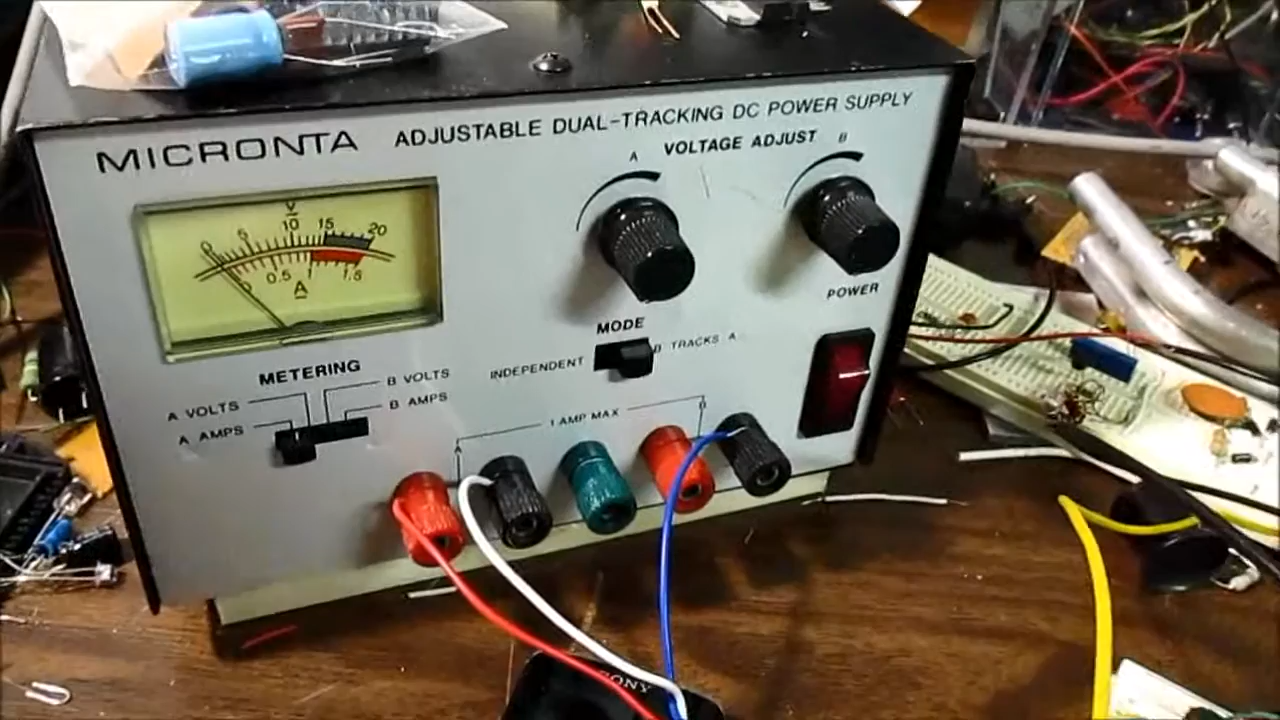 MICRONTA ADJUSTABLE DUAL-TRACKING DC POWER SUPPLY
VOLTAGE ADJUST
A
B
V
0 5 10 15 20
0 0.5 1 1.5
A
POWER
MODE
INDEPENDENT
B TRACKS A
METERING
A VOLTS
B VOLTS
A AMPS
B AMPS
1 AMP MAX
A
B
SONY